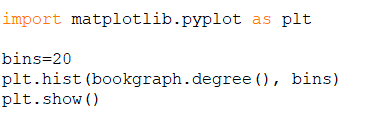 import matplotlib.pyplot as plt
bins=20
plt.hist(bookgraph.degree(), bins)
plt.show()